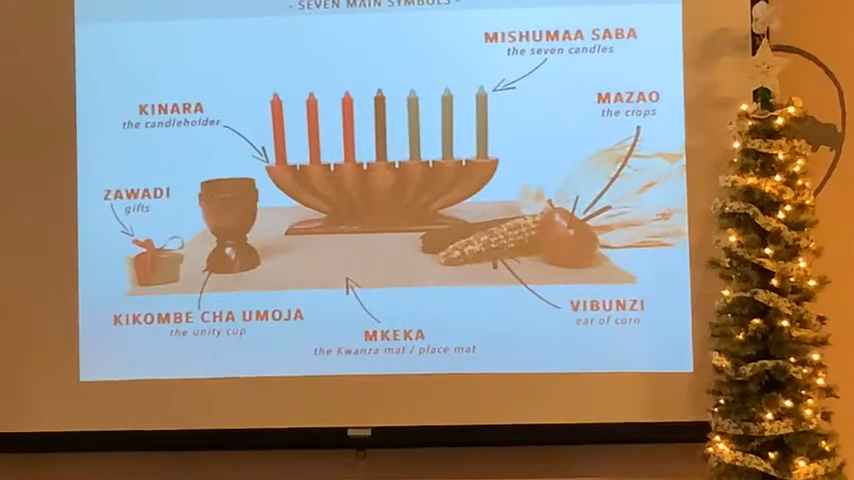 - SEVEN MAIN SYMBOLS -
MISHUMAA SABA
the seven candles
KINARA
the candleholder
MAZAO
the crops
ZAWADI
gifts
KIKOMBE CHA UMOJA
the unity cup
MKEKA
the Kwanza mat / place mat
VIBUNZI
ear of corn